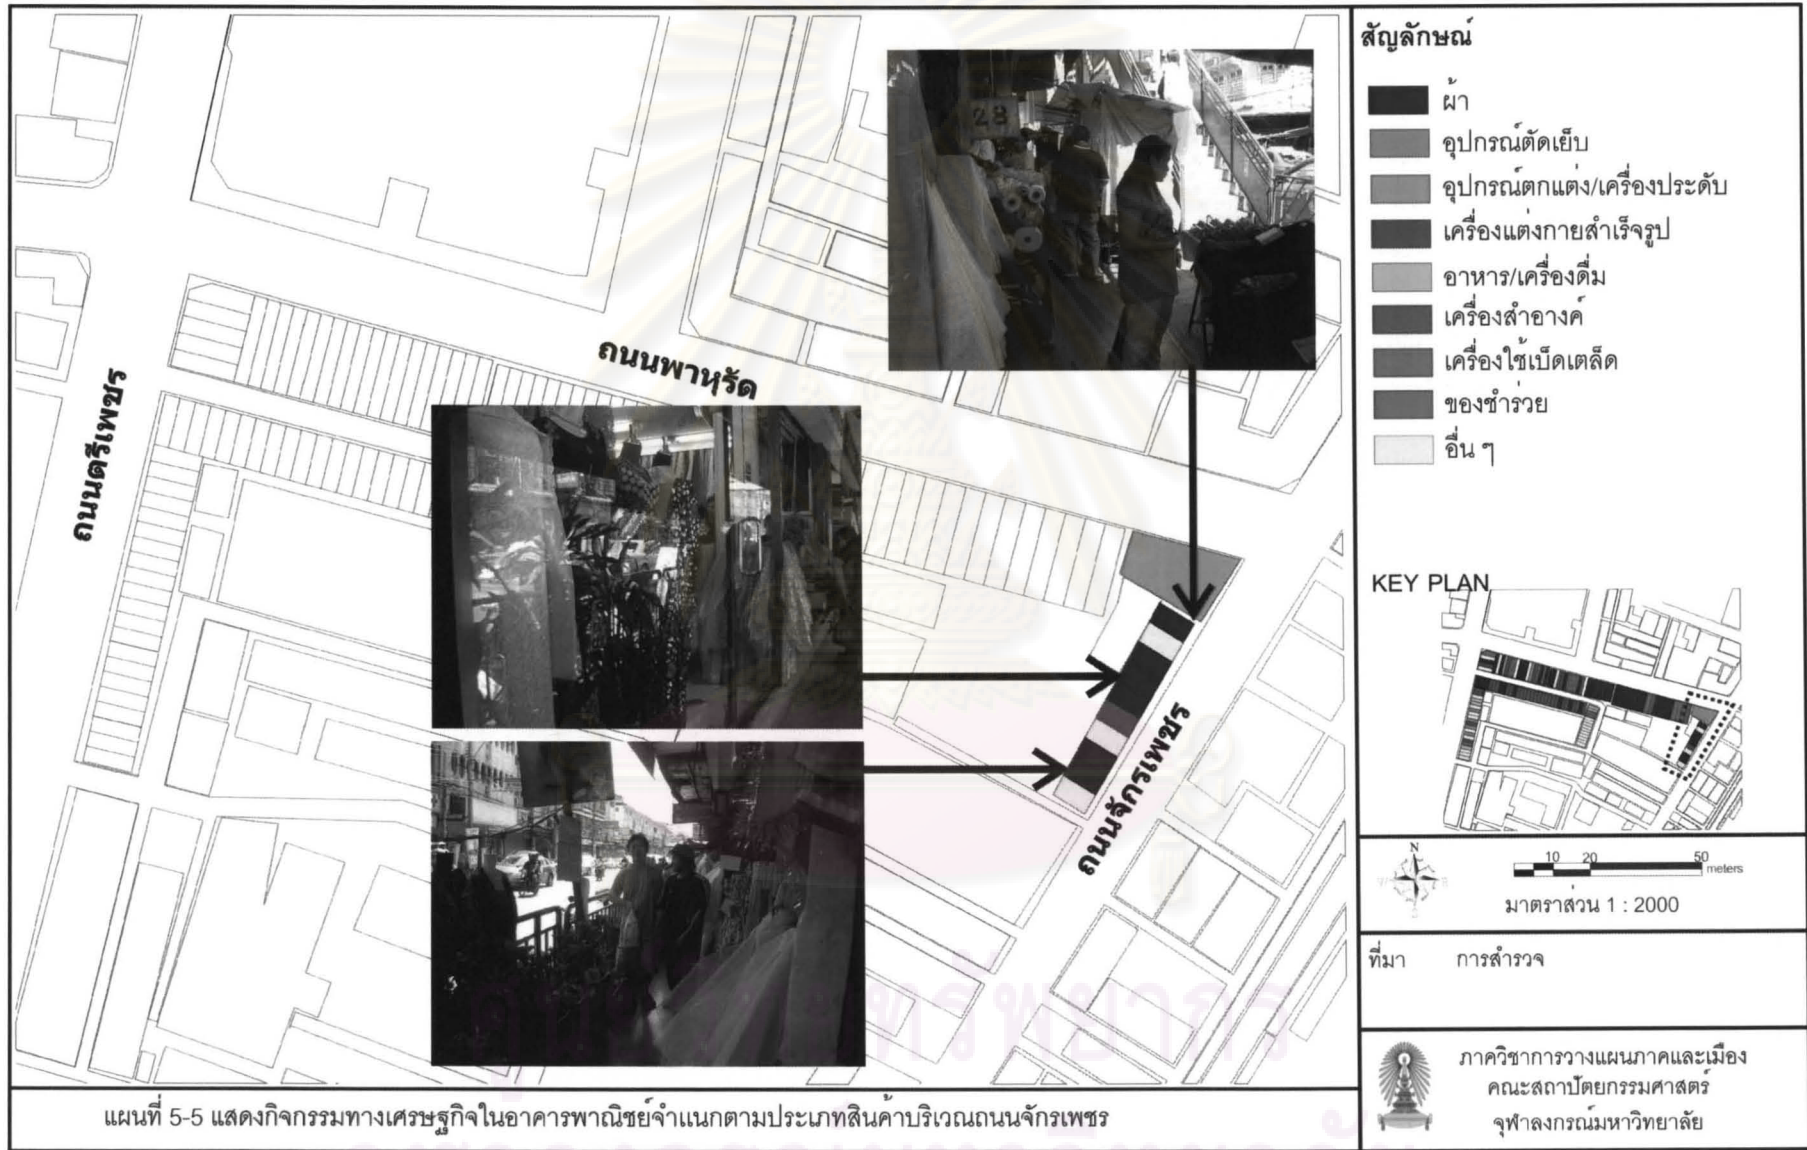 สัญลักษณ์
ผ้า
อุปกรณ์ตัดเย็บ
อุปกรณ์ตกแต่ง/เครื่องประดับ
เครื่องแต่งกายสำเร็จรูป
อาหาร/เครื่องดื่ม
เครื่องสำอางค์
เครื่องใช้เบ็ดเตล็ด
ของชำร่วย
อื่น ๆ
28
ถนนพาหุรัด
ถนนตรีเพชร
ถนนจักรเพชร
KEY PLAN
N
10 20 50 meters
มาตราส่วน 1 : 2000
ที่มา การสำรวจ
ภาควิชาการวางแผนภาคและเมือง
คณะสถาปัตยกรรมศาสตร์
จุฬาลงกรณ์มหาวิทยาลัย
แผนที่ 5-5 แสดงกิจกรรมทางเศรษฐกิจในอาคารพาณิชย์จำแนกตามประเภทสินค้าบริเวณถนนจักรเพชร